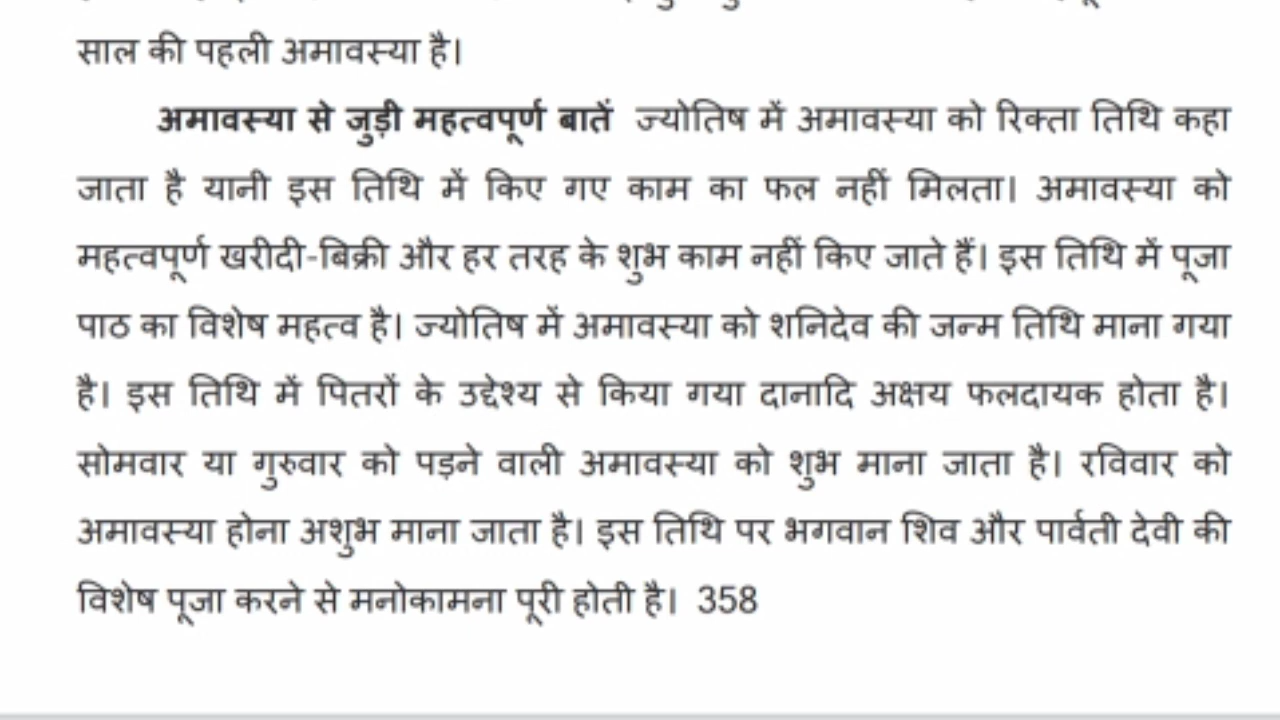 साल की पहली अमावस्या है।
अमावस्या से जुड़ी महत्वपूर्ण बातें ज्योतिष में अमावस्या को रिक्ता तिथि कहा
जाता है यानी इस तिथि में किए गए काम का फल नहीं मिलता। अमावस्या को
महत्वपूर्ण खरीदी-बिक्री और हर तरह के शुभ काम नहीं किए जाते हैं। इस तिथि में पूजा
पाठ का विशेष महत्व है। ज्योतिष में अमावस्या को शनिदेव की जन्म तिथि माना गया
है। इस तिथि में पितरों के उद्देश्य से किया गया दानादि अक्षय फलदायक होता है।
सोमवार या गुरुवार को पड़ने वाली अमावस्या को शुभ माना जाता है। रविवार को
अमावस्या होना अशुभ माना जाता है। इस तिथि पर भगवान शिव और पार्वती देवी की
विशेष पूजा करने से मनोकामना पूरी होती है। 358